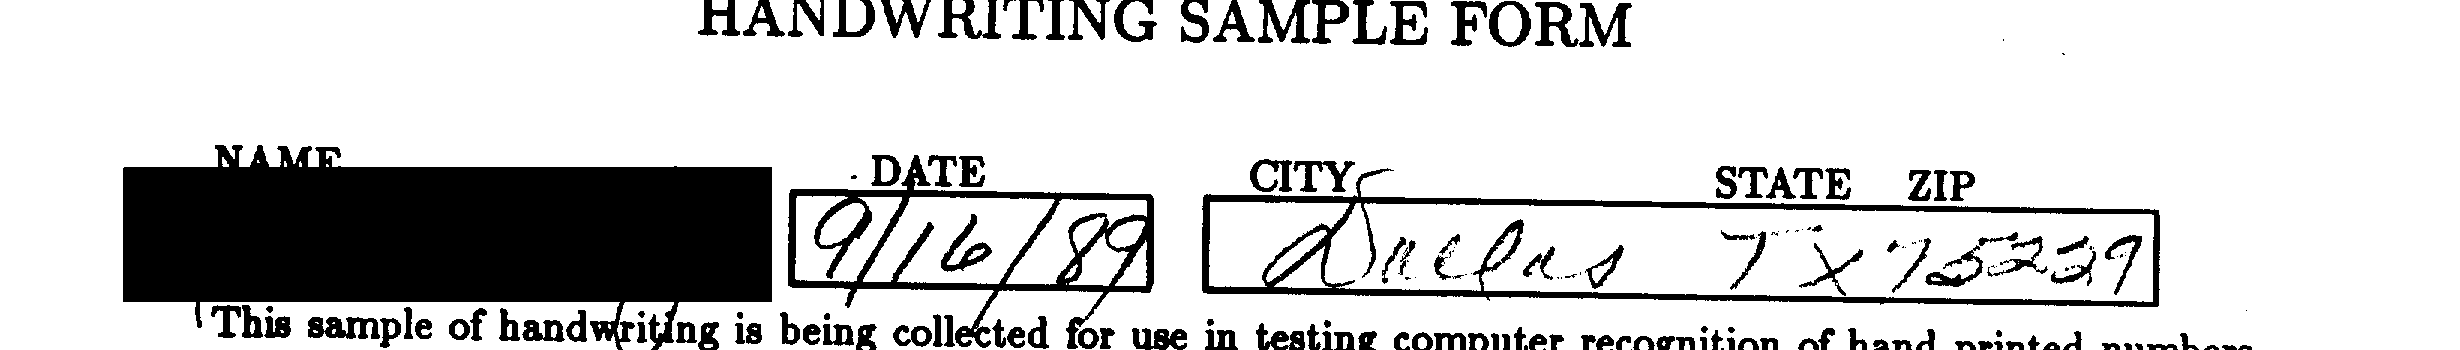 HANDWRITING SAMPLE FORM
NAME DATE CITY STATE ZIP
9/16/89 Dallas TX 75229
This sample of handwriting is being collected for use in testing computer recognition of hand printed numbers